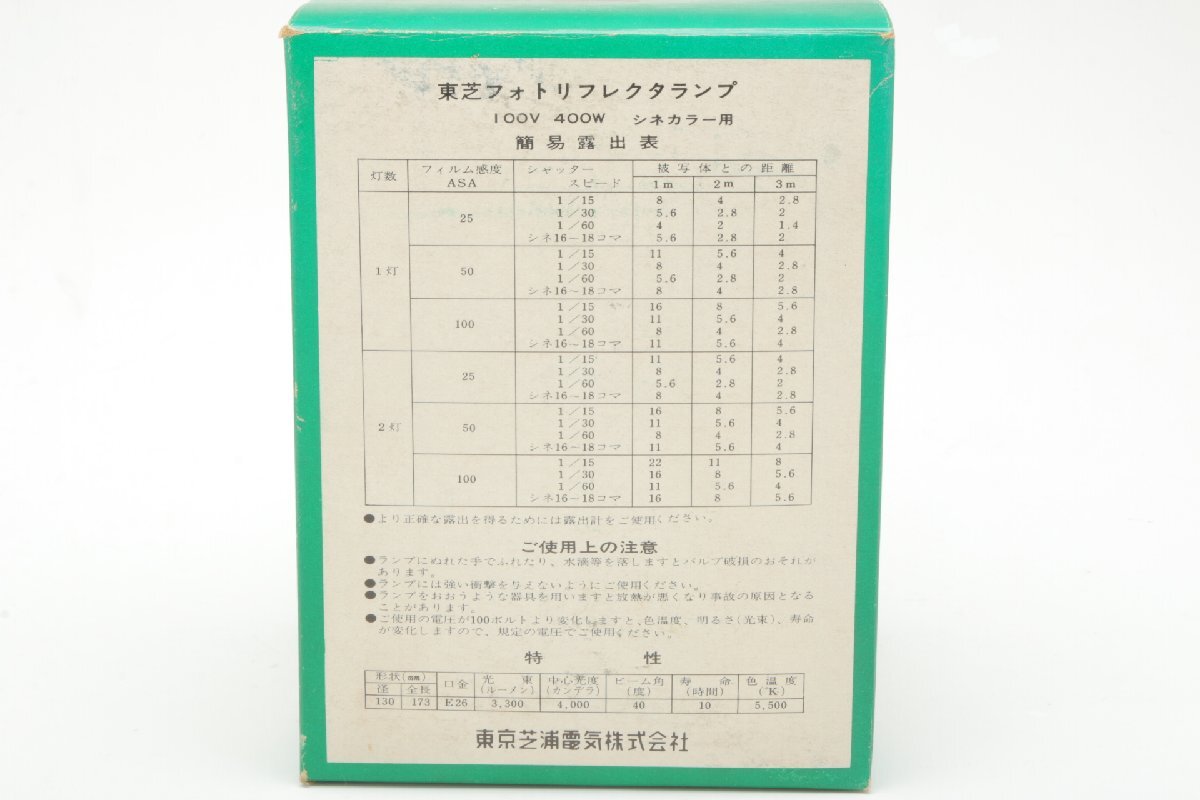 東芝フォトリフレクタランプ
100V 400W シネカラー用
簡易露出表
灯数 フィルム感度 シャッター 被写体との距離
ASA スピード 1m 2m 3m
1/15 8 4 2.8
1/30 5.6 2.8 2
25
1/60 4 2 1.4
シネ16~18コマ 5.6 2.8 2
1/15 11 5.6 4
1/30 8 4 2.8
1灯 50
1/60 5.6 2.8 2
シネ16~18コマ 8 4 2.8
1/15 16 8 5.6
1/30 11 5.6 4
100
1/60 8 4 2.8
シネ16~18コマ 11 5.6 4
1/15 11 5.6 4
1/30 8 4 2.8
25
1/60 5.6 2.8 2
シネ16~18コマ 8 4 2.8
1/15 16 8 5.6
1/30 11 5.6 4
2灯 50
1/60 8 4 2.8
シネ16~18コマ 11 5.6 4
1/15 22 11 8
1/30 16 8 5.6
100
1/60 11 5.6 4
シネ16~18コマ 16 8 5.6
●より正確な露出を得るためには露出計をご使用ください。
ご使用上の注意
●ランプにぬれた手でふれたり、水滴等を落しますとバルブ破損のおそれが
あります。
●ランプには強い衝撃を与えないようにご使用ください。
●ランプをおおうような器具を用いますと放熱が悪くなり事故の原因となる
ことがあります。
●ご使用の電圧が100ボルトより変化しますと、色温度、明るさ(光束)、寿命
が変化しますので、規定の電圧でご使用ください。
特性
形状(㎜) 口金 光束 中心光度 ビーム角 寿命 色温度
径 全長 (ルーメン) (カンデラ) (度) (時間) (°K)
130 173 E26 3,300 4,000 40 10 5,500
東京芝浦電気株式会社